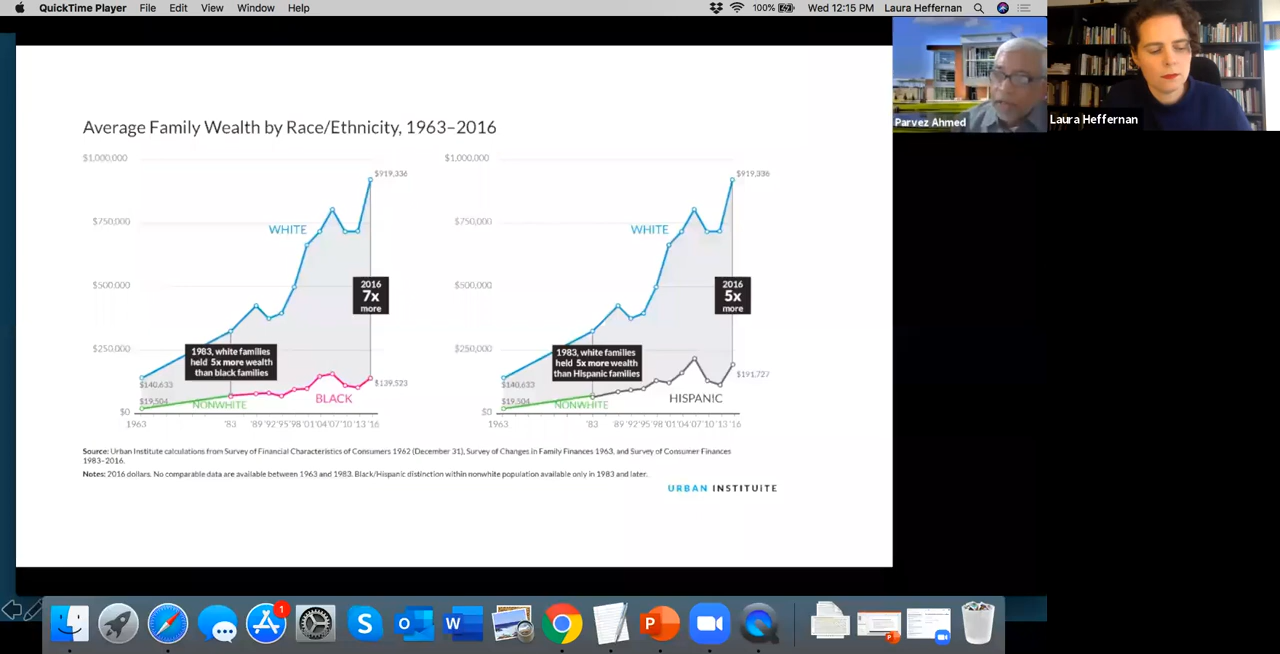 QuickTime Player File Edit View Window Help
100% Wed 12:15 PM Laura Heffernan
Parvez Ahmed
Laura Heffernan
Average Family Wealth by Race/Ethnicity, 1963–2016
$1,000,000
$750,000
$500,000
$250,000
$0
$919,336
WHITE
2016
7x
more
1983, white families
held 5x more wealth
than black families
$140,633
$19,504
NONWHITE
BLACK
$139,523
1963 '83 '89 '92 '95 '98 '01 '04 '07 '10 '13 '16
$1,000,000
$750,000
$500,000
$250,000
$0
$919,336
WHITE
2016
5x
more
1983, white families
held 5x more wealth
than Hispanic families
$140,633
$19,504
NONWHITE
HISPANIC
$191,727
1963 '83 89 '92 '95 '98 '01 '04 '07 '10 '13 '16
Source: Urban Institute calculations from Survey of Financial Characteristics of Consumers 1962 (December 31), Survey of Changes in Family Finances 1963, and Survey of Consumer Finances
1983–2016.
Notes: 2016 dollars. No comparable data are available between 1963 and 1983. Black/Hispanic distinction within nonwhite population available only in 1983 and later.
URBAN INSTITUTE
1